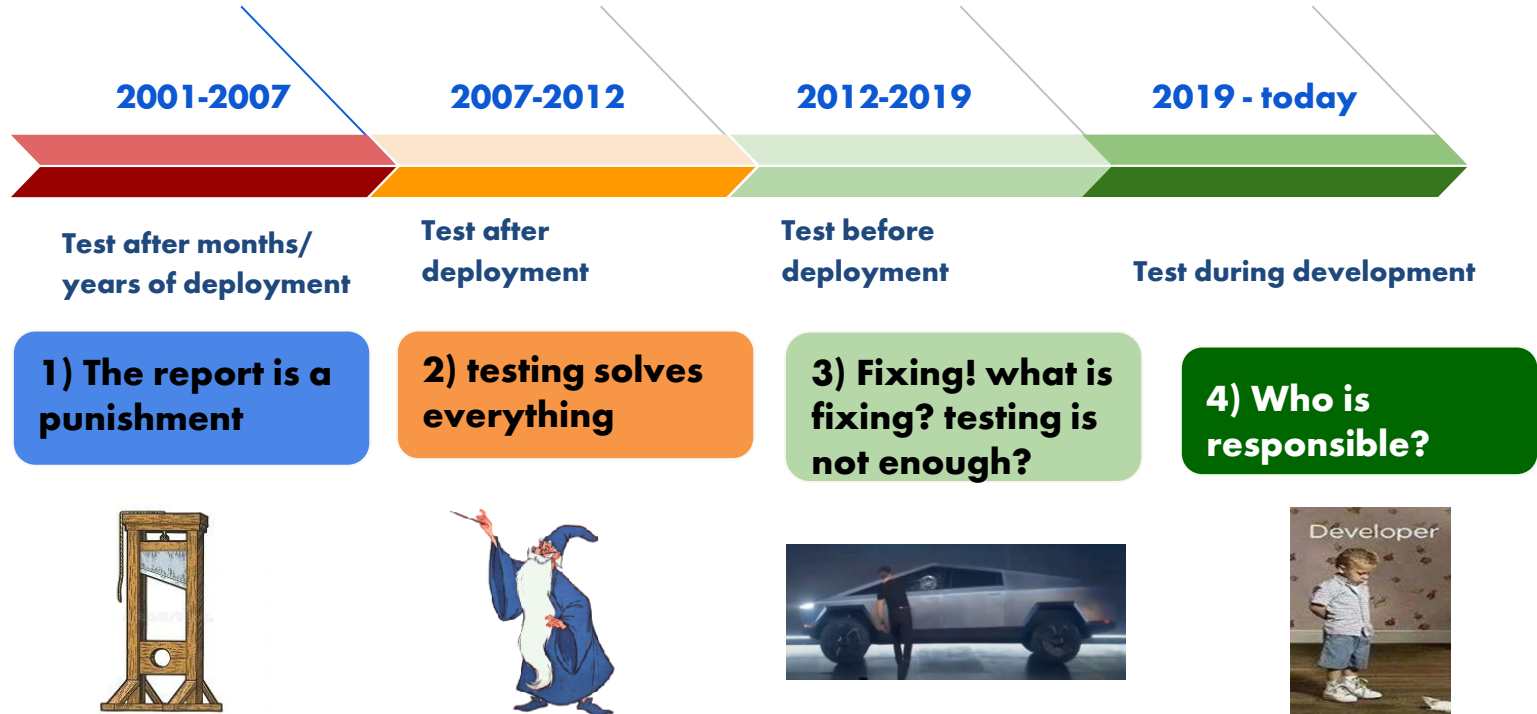 2001-2007
2007-2012
2012-2019
2019 - today
Test after months/
years of deployment
Test after
deployment
Test before
deployment
Test during development
1) The report is a
punishment
2) testing solves
everything
3) Fixing! what is
fixing? testing is
not enough?
4) Who is
responsible?
Developer